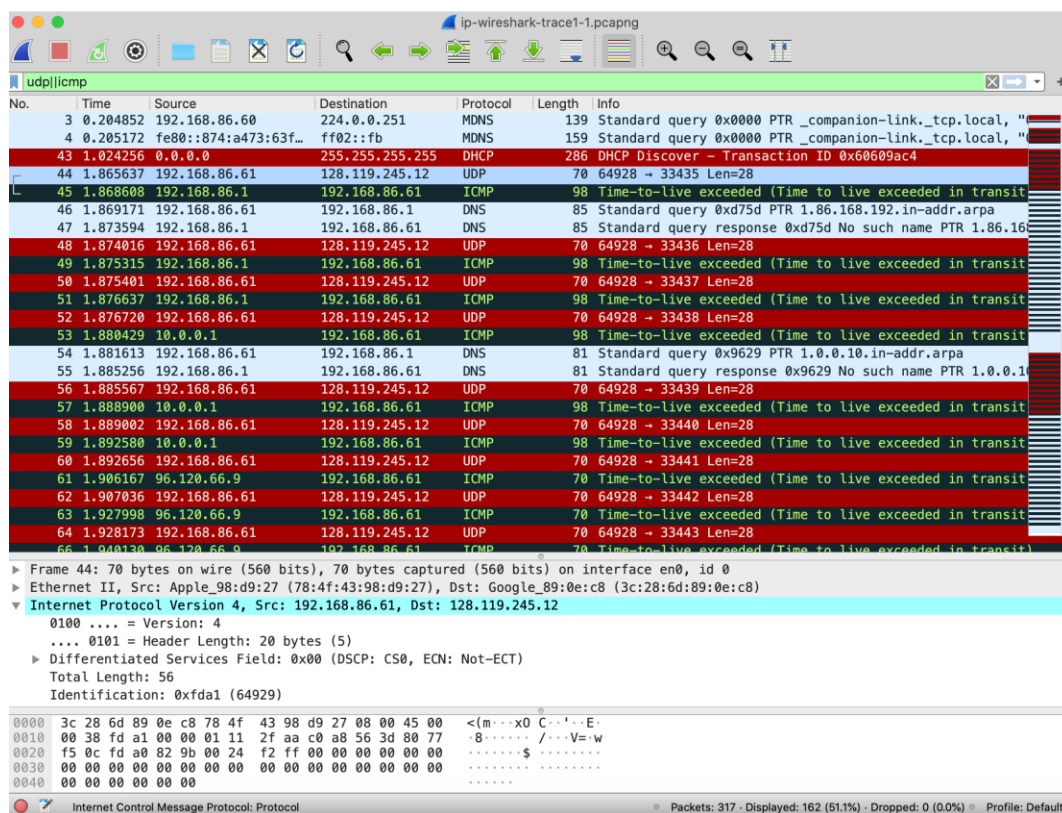 ip-wireshark-trace1-1.pcapng
udp||icmp
No. Time Source Destination Protocol Length Info
3 0.204852 192.168.86.60 224.0.0.251 MDNS 139 Standard query 0x0000 PTR _companion-link._tcp.local, "
4 0.205172 fe80::874:a473:63f… ff02::fb MDNS 159 Standard query 0x0000 PTR _companion-link._tcp.local, "
43 1.024256 0.0.0.0 255.255.255.255 DHCP 286 DHCP Discover - Transaction ID 0x60609ac4
44 1.865637 192.168.86.61 128.119.245.12 UDP 70 64928 → 33435 Len=28
45 1.868608 192.168.86.1 192.168.86.61 ICMP 98 Time-to-live exceeded (Time to live exceeded in transit
46 1.869171 192.168.86.61 192.168.86.1 DNS 85 Standard query 0xd75d PTR 1.86.168.192.in-addr.arpa
47 1.873594 192.168.86.1 192.168.86.61 DNS 85 Standard query response 0xd75d No such name PTR 1.86.16
48 1.874016 192.168.86.61 128.119.245.12 UDP 70 64928 → 33436 Len=28
49 1.875315 192.168.86.1 192.168.86.61 ICMP 98 Time-to-live exceeded (Time to live exceeded in transit
50 1.875401 192.168.86.61 128.119.245.12 UDP 70 64928 → 33437 Len=28
51 1.876637 192.168.86.1 192.168.86.61 ICMP 98 Time-to-live exceeded (Time to live exceeded in transit
52 1.876720 192.168.86.61 128.119.245.12 UDP 70 64928 → 33438 Len=28
53 1.880429 10.0.0.1 192.168.86.61 ICMP 98 Time-to-live exceeded (Time to live exceeded in transit
54 1.881613 192.168.86.61 192.168.86.1 DNS 81 Standard query 0x9629 PTR 1.0.0.10.in-addr.arpa
55 1.885256 192.168.86.1 192.168.86.61 DNS 81 Standard query response 0x9629 No such name PTR 1.0.0.1
56 1.885567 192.168.86.61 128.119.245.12 UDP 70 64928 → 33439 Len=28
57 1.888900 10.0.0.1 192.168.86.61 ICMP 98 Time-to-live exceeded (Time to live exceeded in transit
58 1.889002 192.168.86.61 128.119.245.12 UDP 70 64928 → 33440 Len=28
59 1.892580 10.0.0.1 192.168.86.61 ICMP 98 Time-to-live exceeded (Time to live exceeded in transit
60 1.892656 192.168.86.61 128.119.245.12 UDP 70 64928 → 33441 Len=28
61 1.906167 96.120.66.9 192.168.86.61 ICMP 70 Time-to-live exceeded (Time to live exceeded in transit
62 1.907036 192.168.86.61 128.119.245.12 UDP 70 64928 → 33442 Len=28
63 1.927998 96.120.66.9 192.168.86.61 ICMP 70 Time-to-live exceeded (Time to live exceeded in transit
64 1.928173 192.168.86.61 128.119.245.12 UDP 70 64928 → 33443 Len=28
66 1.940130 96.120.66.9 192.168.86.61 ICMP 70 Time-to-live exceeded (Time to live exceeded in transit)
Frame 44: 70 bytes on wire (560 bits), 70 bytes captured (560 bits) on interface en0, id 0
Ethernet II, Src: Apple_98:d9:27 (78:4f:43:98:d9:27), Dst: Google_89:0e:c8 (3c:28:6d:89:0e:c8)
Internet Protocol Version 4, Src: 192.168.86.61, Dst: 128.119.245.12
0100 .... = Version: 4
.... 0101 = Header Length: 20 bytes (5)
Differentiated Services Field: 0x00 (DSCP: CS0, ECN: Not-ECT)
Total Length: 56
Identification: 0xfda1 (64929)
0000 3c 28 6d 89 0e c8 78 4f 43 98 d9 27 08 00 45 00 <(m···xO C··'··E·
0010 00 38 fd a1 00 00 01 11 2f aa c0 a8 56 3d 80 77 ·8······ /···V=·w
0020 f5 0c fd a0 82 9b 00 24 f2 ff 00 00 00 00 00 00 ·······$ ········
0030 00 00 00 00 00 00 00 00 00 00 00 00 00 00 00 00 ········ ········
0040 00 00 00 00 00 00 ······
Internet Control Message Protocol: Protocol Packets: 317 · Displayed: 162 (51.1%) · Dropped: 0 (0.0%) Profile: Default